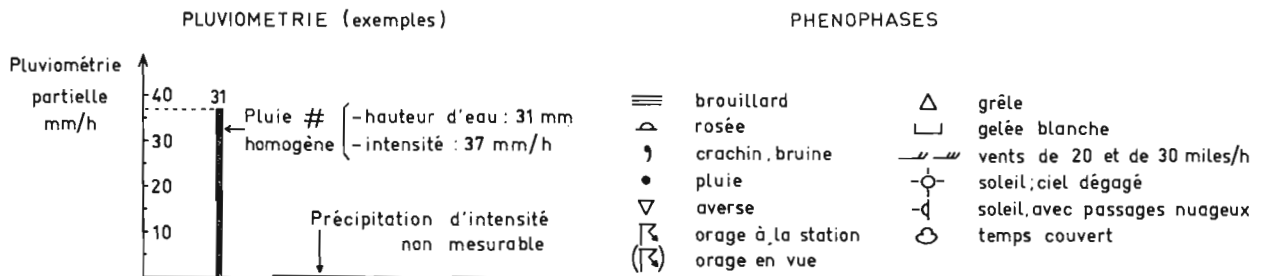 PLUVIOMETRIE (exemples)
Pluviométrie
partielle
mm/h
40
30
20
10
31
Pluie # -hauteur d'eau : 31 mm
homogène -intensité : 37 mm/h
Précipitation d'intensité
non mesurable
PHENOPHASES
brouillard
rosée
crachin, bruine
pluie
averse
orage à la station
orage en vue
grêle
gelée blanche
vents de 20 et de 30 miles/h
soleil; ciel dégagé
soleil, avec passages nuageux
temps couvert